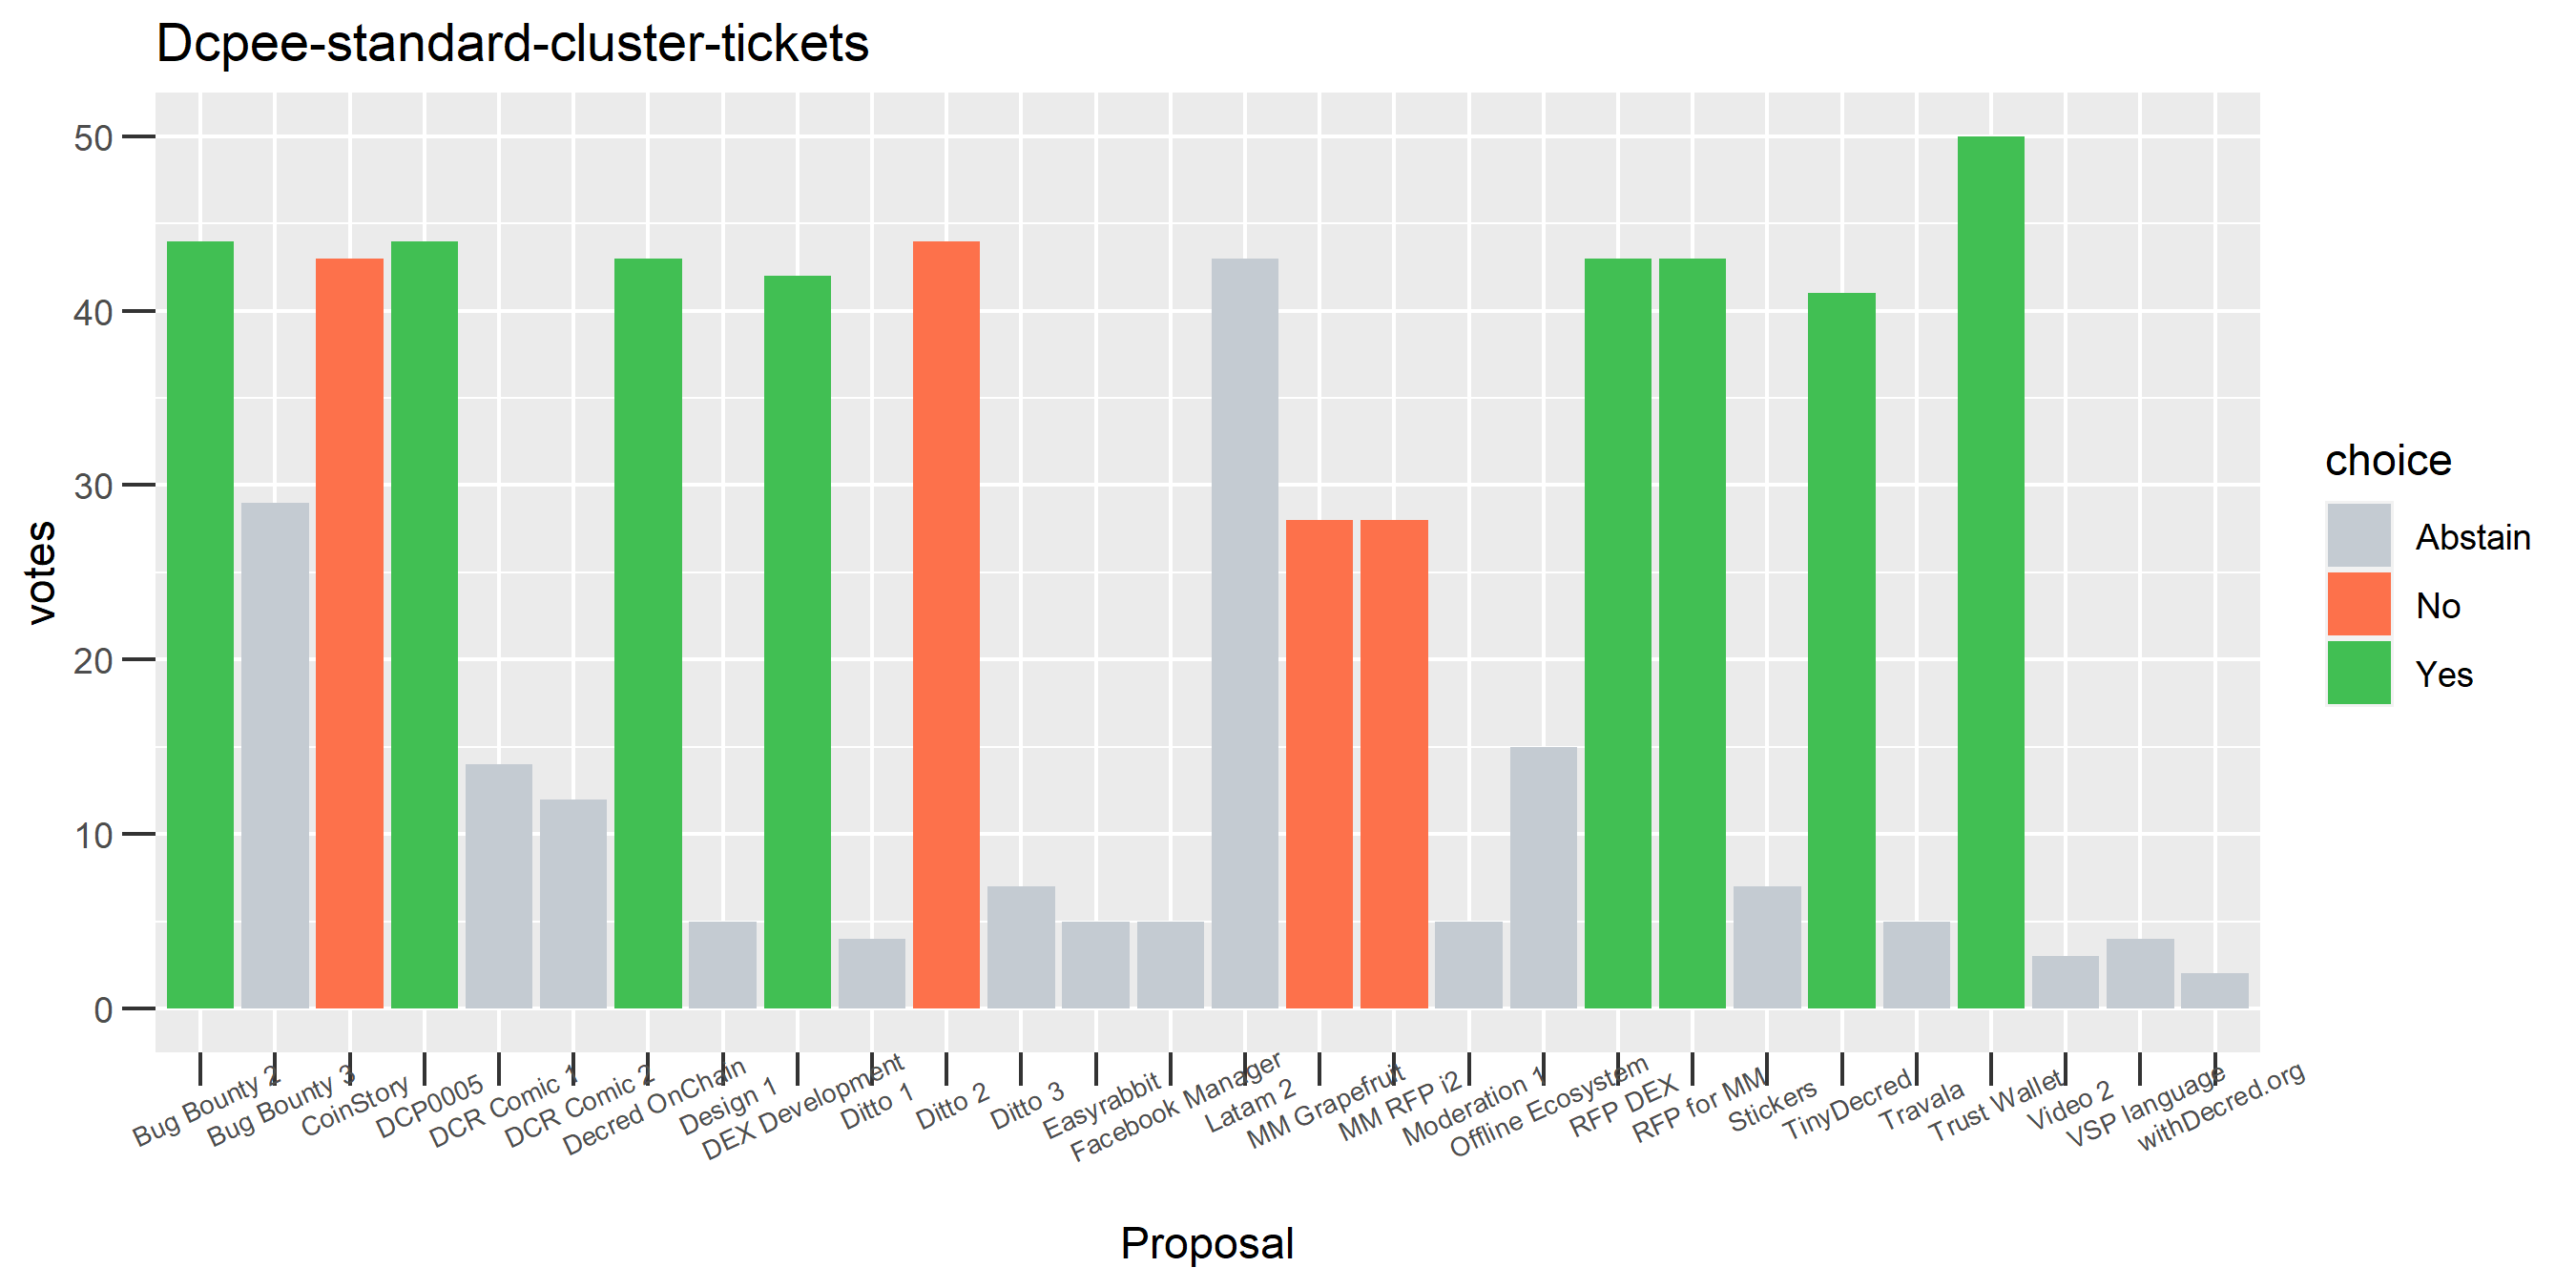 Dcpee-standard-cluster-tickets
50
40
30
20
10
0
votes
Bug Bounty 2
Bug Bounty 3
CoinStory
DCP0005
DCR Comic 1
DCR Comic 2
Decred OnChain
Design 1
DEX Development
Ditto 1
Ditto 2
Ditto 3
Easyrabbit
Facebook Manager
Latam 2
MM Grapefruit
MM RFP i2
Moderation 1
Offline Ecosystem
RFP DEX
RFP for MM
Stickers
TinyDecred
Travala
Trust Wallet
Video 2
VSP language
withDecred.org
Proposal
choice
Abstain
No
Yes